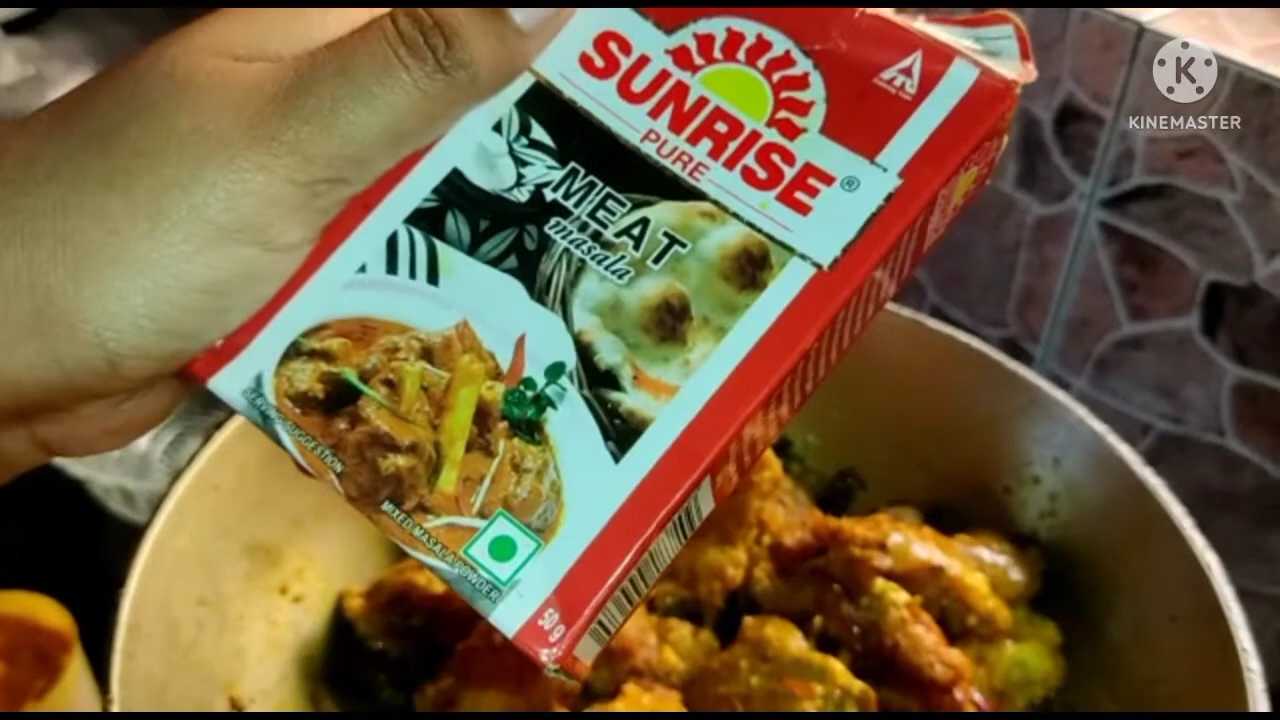 SUNRISE®
PURE
MEAT
masala
SERVING SUGGESTION
MIXED MASALA POWDER
50 g
KINEMASTER